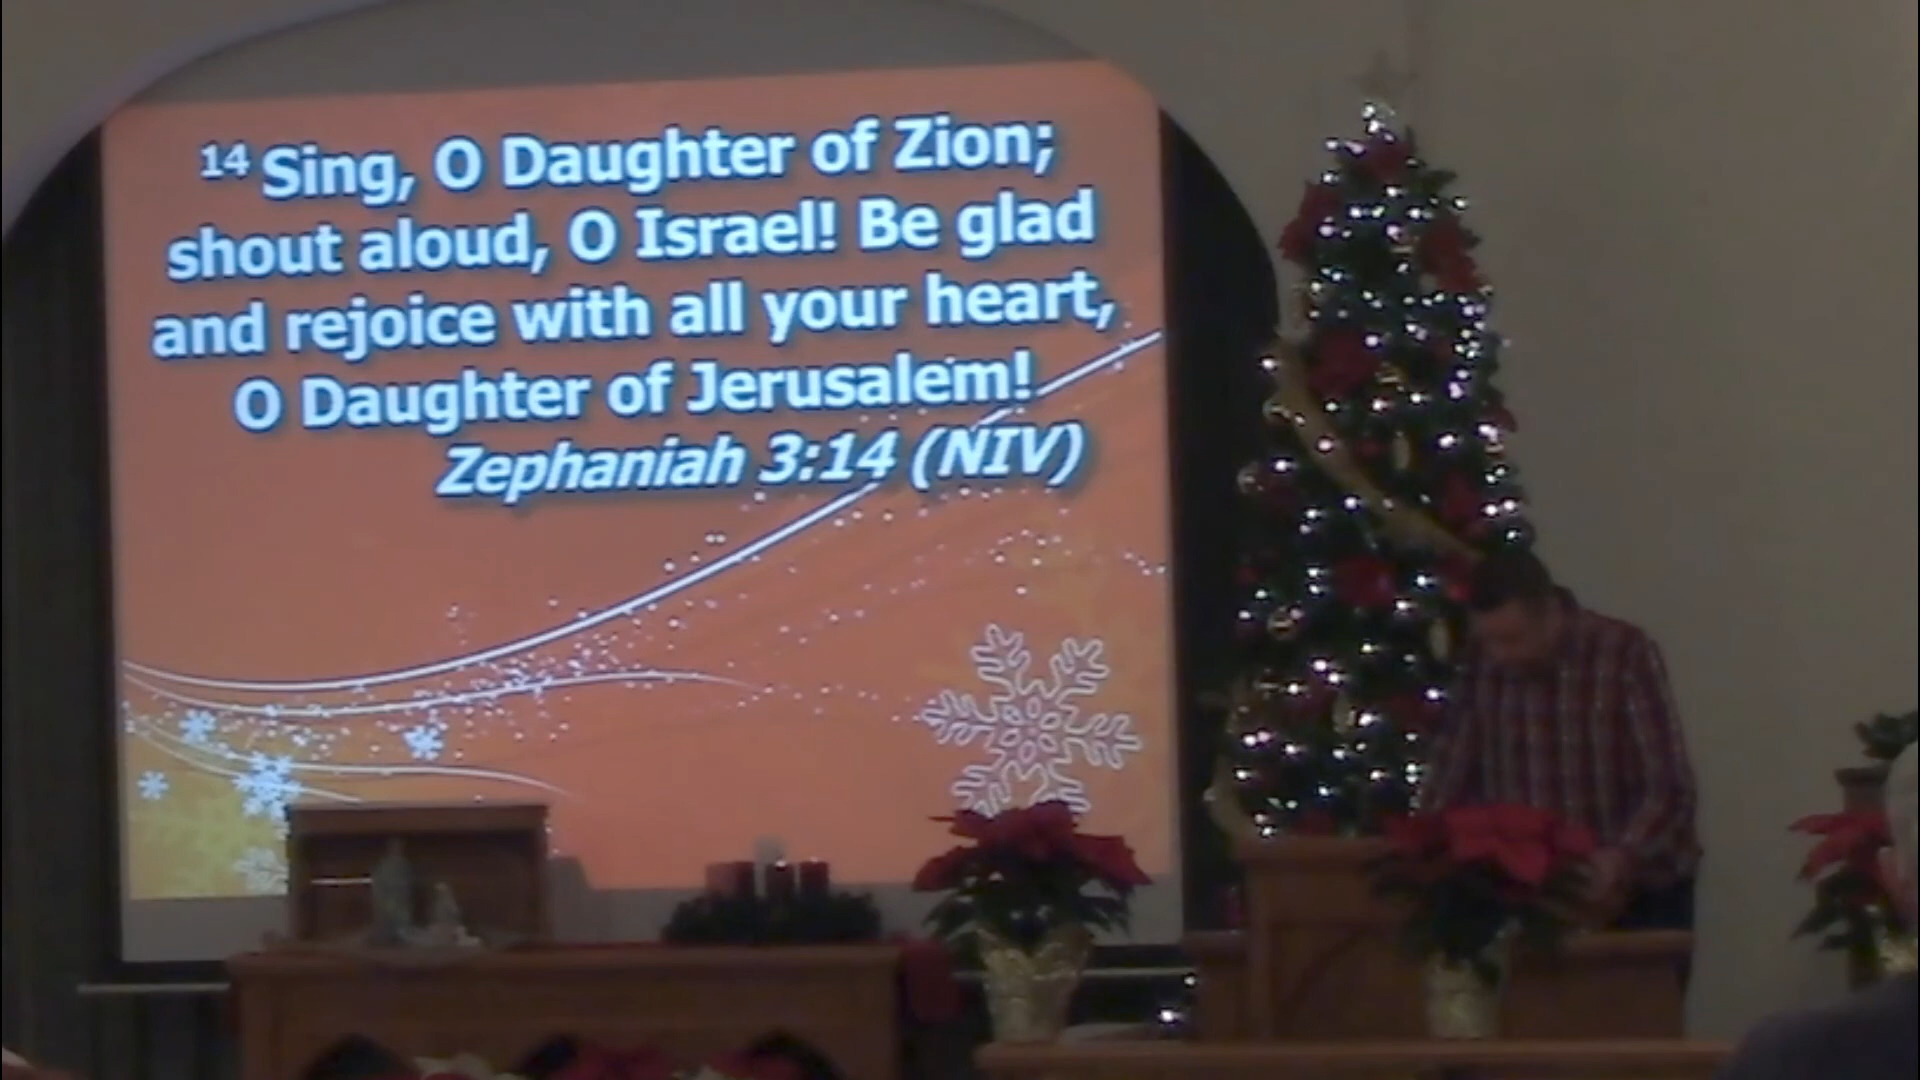 14 Sing, O Daughter of Zion;
shout aloud, O Israel! Be glad
and rejoice with all your heart,
O Daughter of Jerusalem!
Zephaniah 3:14 (NIV)